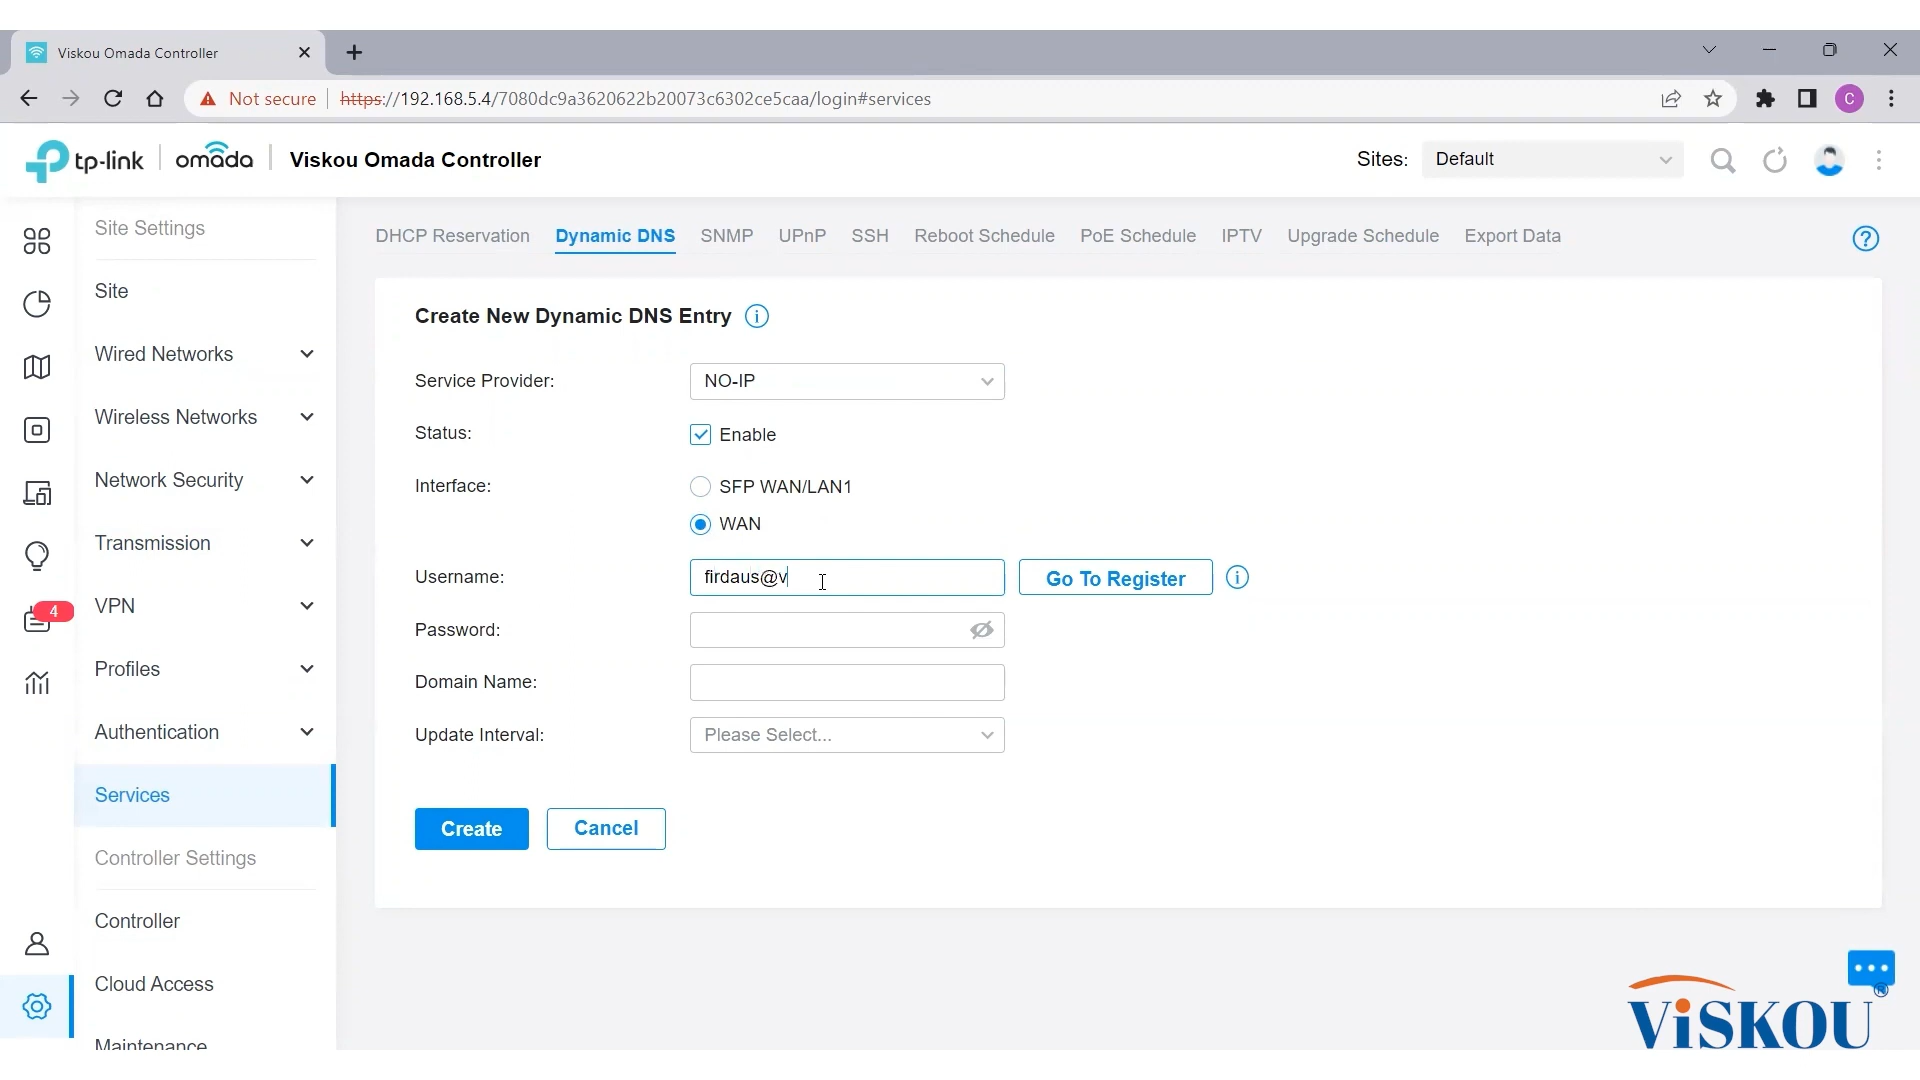 Viskou Omada Controller
Not secure https://192.168.5.4/7080dc9a3620622b20073c6302ce5caa/login#services
C
tp-link omada Viskou Omada Controller Sites: Default
Site Settings
Site
Wired Networks
Wireless Networks
Network Security
Transmission
4
VPN
Profiles
Authentication
Services
Controller Settings
Controller
Cloud Access
Maintenance
DHCP Reservation Dynamic DNS SNMP UPnP SSH Reboot Schedule PoE Schedule IPTV Upgrade Schedule Export Data
Create New Dynamic DNS Entry
Service Provider: NO-IP
Status: Enable
Interface: SFP WAN/LAN1
WAN
Username: firdaus@v Go To Register
Password:
Domain Name:
Update Interval: Please Select...
Create Cancel
ViSKOU®